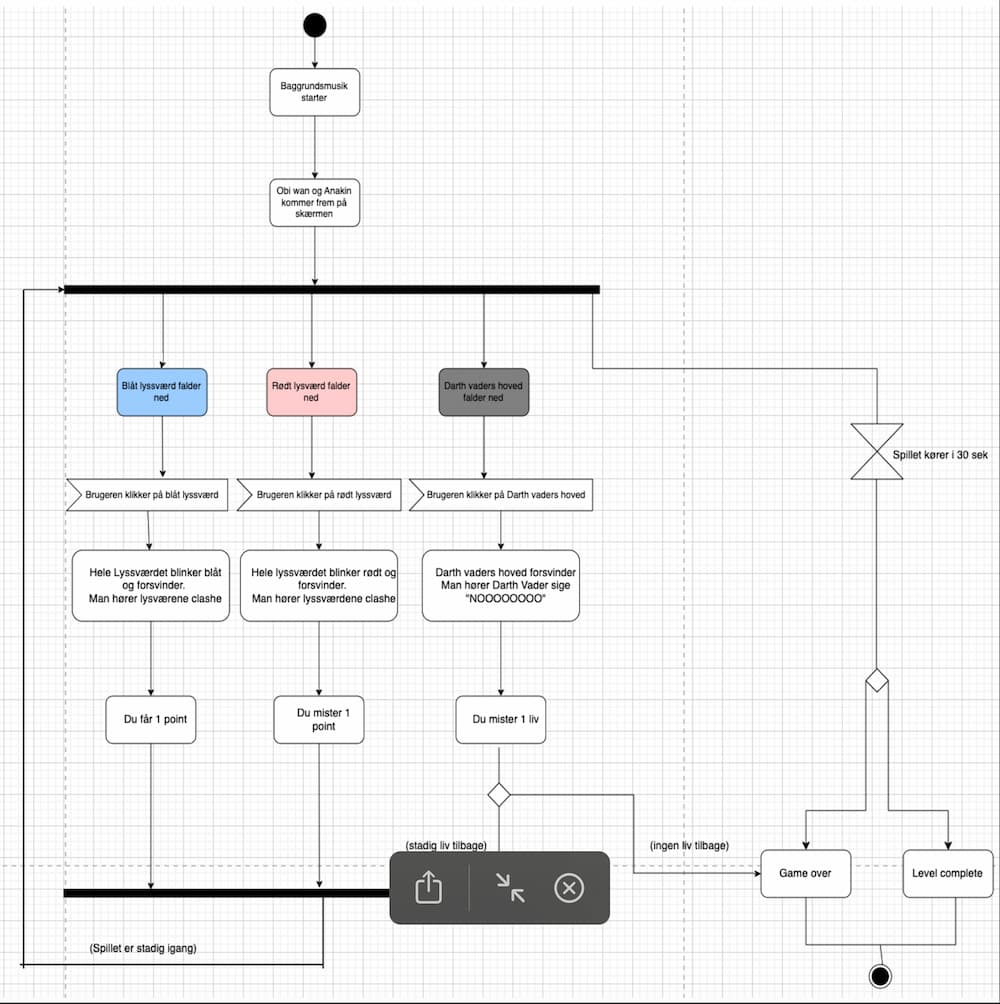 Baggrundsmusik
starter
Obi wan og Anakin
kommer frem på
skærmen
Blåt lyssværd falder
ned
Rødt lysværd falder
ned
Darth vaders hoved
falder ned
Spillet kører i 30 sek
Brugeren klikker på blåt lyssværd
Brugeren klikker på rødt lyssværd
Brugeren klikker på Darth vaders hoved
Hele Lyssværdet blinker blåt
og forsvinder.
Man hører lysværene clashe
Hele lyssværdet blinker rødt og
forsvinder.
Man hører lyssværdene clashe
Darth vaders hoved forsvinder
Man hører Darth Vader sige
"NOOOOOOOO"
Du får 1 point
Du mister 1
point
Du mister 1 liv
(stadig liv tilbage)
(ingen liv tilbage)
Game over
Level complete
(Spillet er stadig igang)